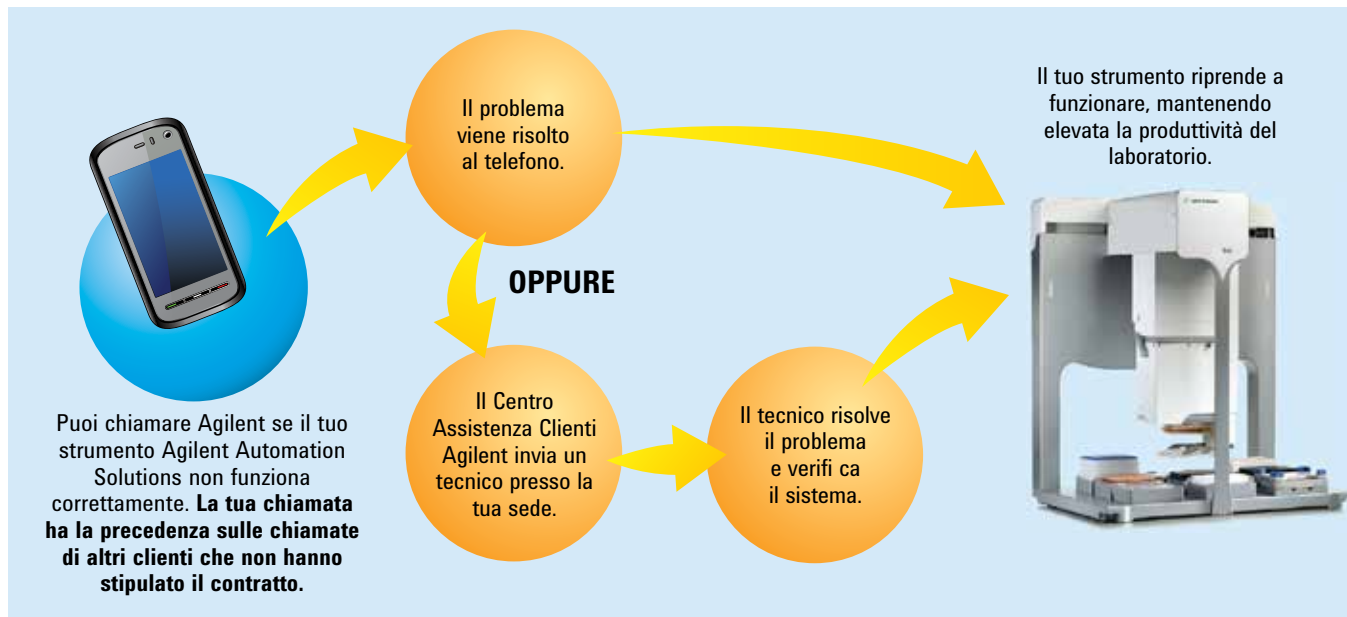 Puoi chiamare Agilent se il tuo
strumento Agilent Automation
Solutions non funziona
correttamente. La tua chiamata
ha la precedenza sulle chiamate
di altri clienti che non hanno
stipulato il contratto.
Il problema
viene risolto
al telefono.
OPPURE
Il Centro
Assistenza Clienti
Agilent invia un
tecnico presso la
tua sede.
Il tecnico risolve
il problema
e verifi ca
il sistema.
Il tuo strumento riprende a
funzionare, mantenendo
elevata la produttività del
laboratorio.